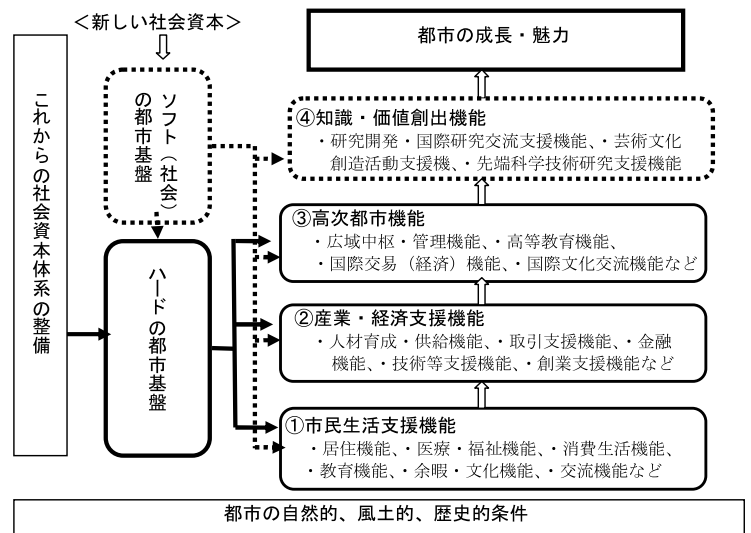 ＜新しい社会資本＞
都市の成長・魅力
これからの社会資本体系の整備
ソフト（社会）
の都市基盤
ハードの都市基盤
④知識・価値創出機能
・研究開発・国際研究交流支援機能、・芸術文化
創造活動支援機、・先端科学技術研究支援機能
③高次都市機能
・広域中枢・管理機能、・高等教育機能、
・国際交易（経済）機能、・国際文化交流機能など
②産業・経済支援機能
・人材育成・供給機能、・取引支援機能、・金融
機能、・技術等支援機能、・創業支援機能など
①市民生活支援機能
・居住機能、・医療・福祉機能、・消費生活機能、
・教育機能、・余暇・文化機能、・交流機能など
都市の自然的、風土的、歴史的条件